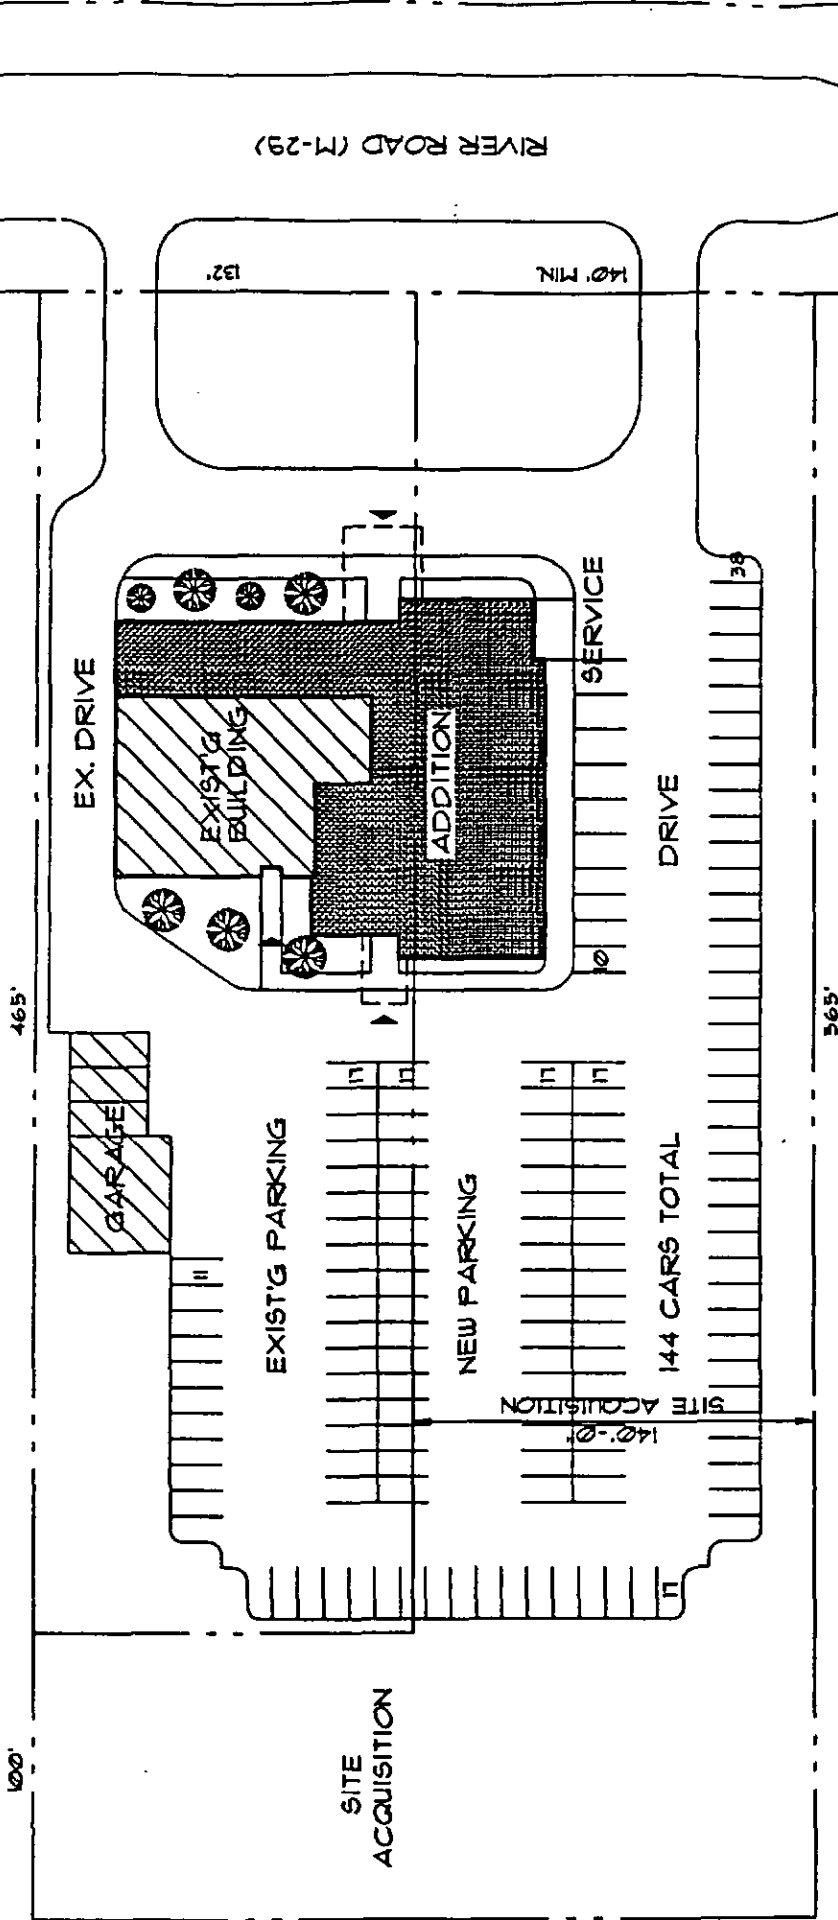 RIVER ROAD (M-29)
132'
140' MIN.
EX. DRIVE
EXIST'G
BUILDING
ADDITION
SERVICE
DRIVE
38
10
465'
565'
GARAGE
17
17
17
17
11
EXIST'G PARKING
NEW PARKING
144 CARS TOTAL
SITE ACQUISITION
140'-0"
17
SITE
ACQUISITION
100'